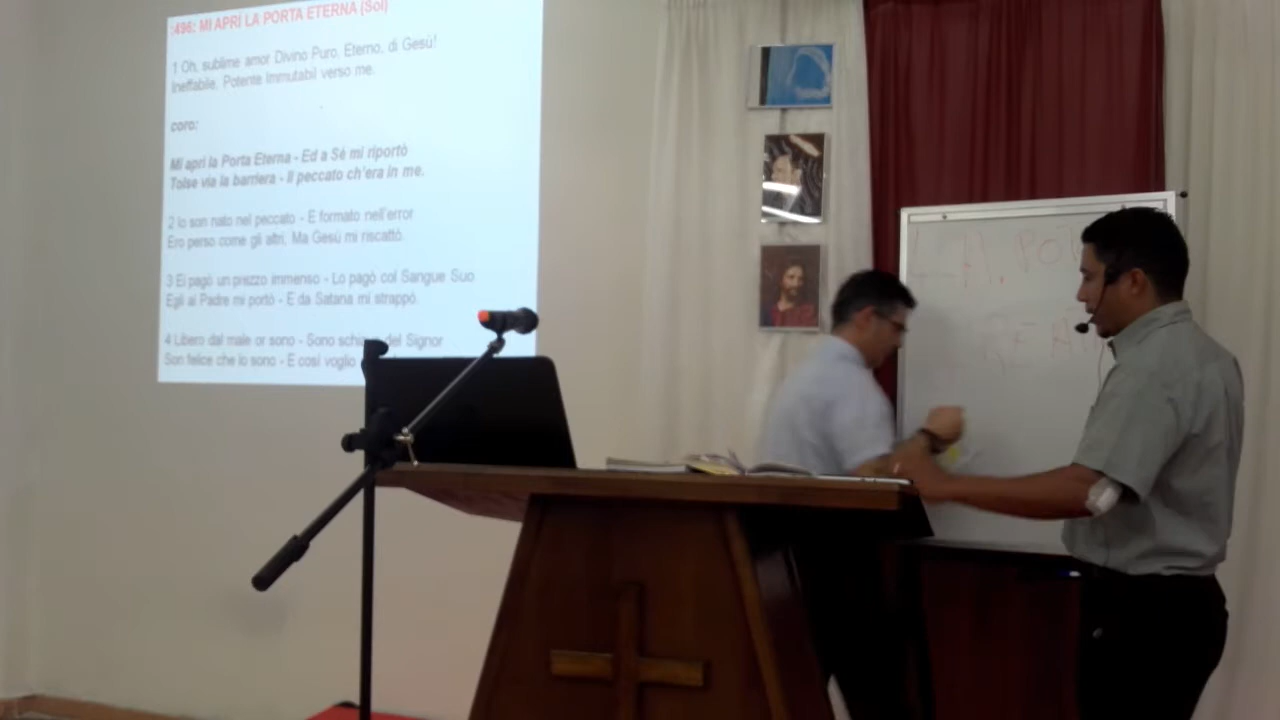 :496: MI APRÍ LA PORTA ETERNA (Sol)
1 Oh, sublime amor Divino Puro, Eterno, di Gesù!
Ineffabile, Potente Immutabil verso me.
coro:
Mi aprì la Porta Eterna - Ed a Sé mi riportò
Tolse via la barriera - Il peccato ch'era in me.
2 Io son nato nel peccato - E formato nell'error
Ero perso come gli altri, Ma Gesù mi riscattò.
3 Ei pagò un prezzo immenso - Lo pagò col Sangue Suo
Egli al Padre mi portò - E da Satana mi strappò.
4 Libero dal male or sono - Sono del Signor
Son felice che lo sono - E così voglio